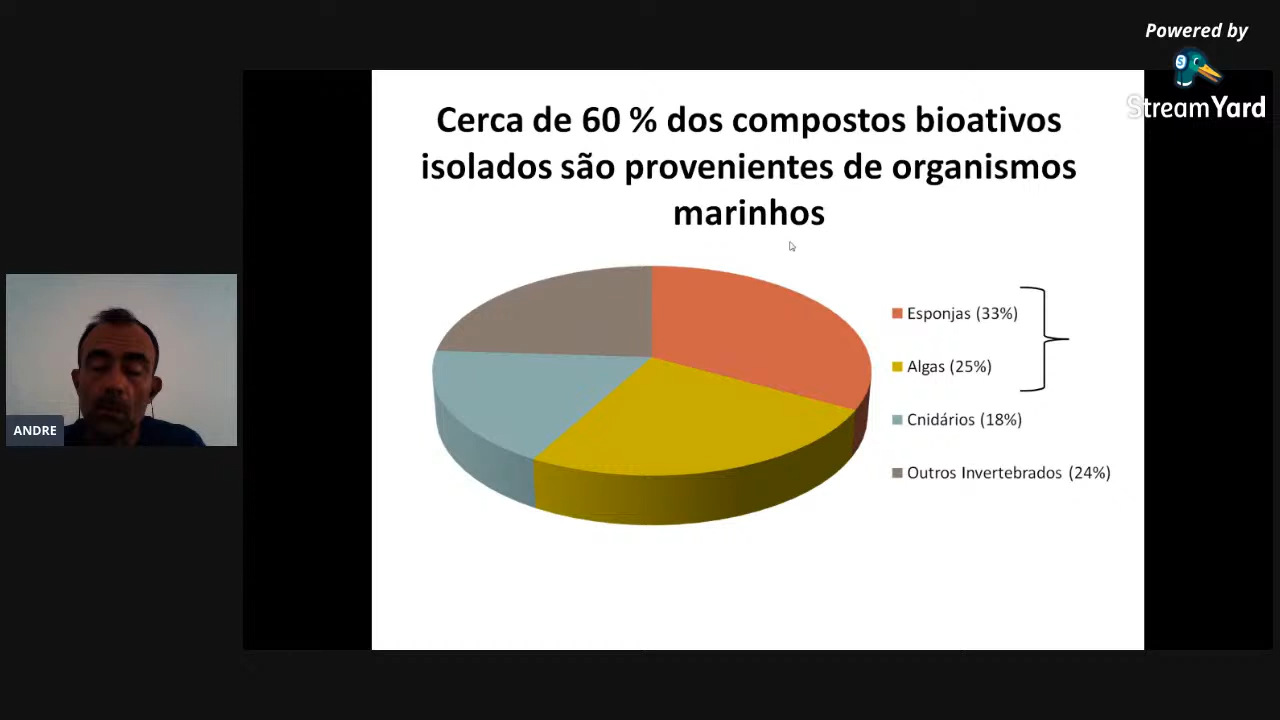 Powered by
StreamYard
Cerca de 60 % dos compostos bioativos
isolados são provenientes de organismos
marinhos
Esponjas (33%)
Algas (25%)
Cnidários (18%)
Outros Invertebrados (24%)
ANDRE